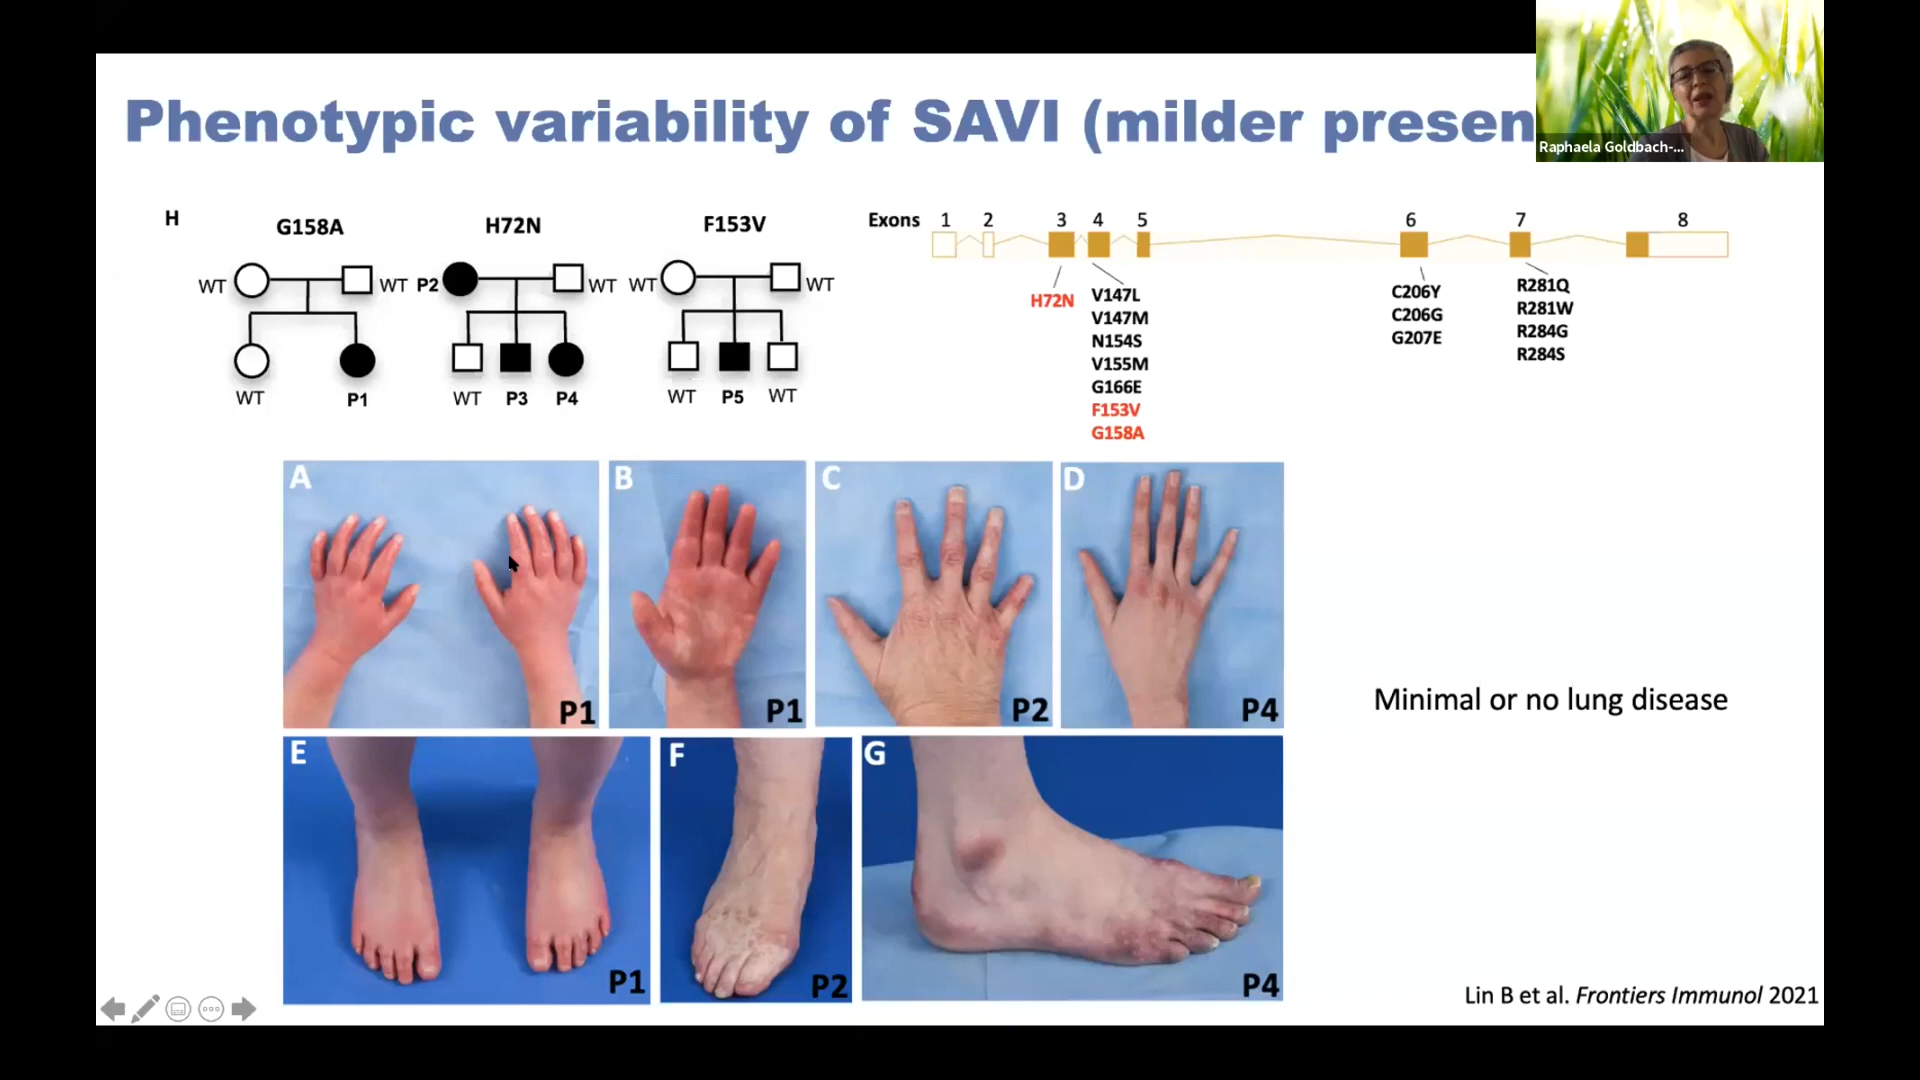 Phenotypic variability of SAVI (milder presen
Raphaela Goldbach-...
H
G158A
H72N
F153V
WT
WT
P2
WT
WT
WT
WT
P1
WT
P3
P4
WT
P5
WT
Exons 1 2 3 4 5 6 7 8
H72N
V147L
V147M
N154S
V155M
G166E
F153V
G158A
C206Y
C206G
G207E
R281Q
R281W
R284G
R284S
A
P1
B
P1
C
P2
D
P4
E
P1
F
P2
G
P4
Minimal or no lung disease
Lin B et al. Frontiers Immunol 2021